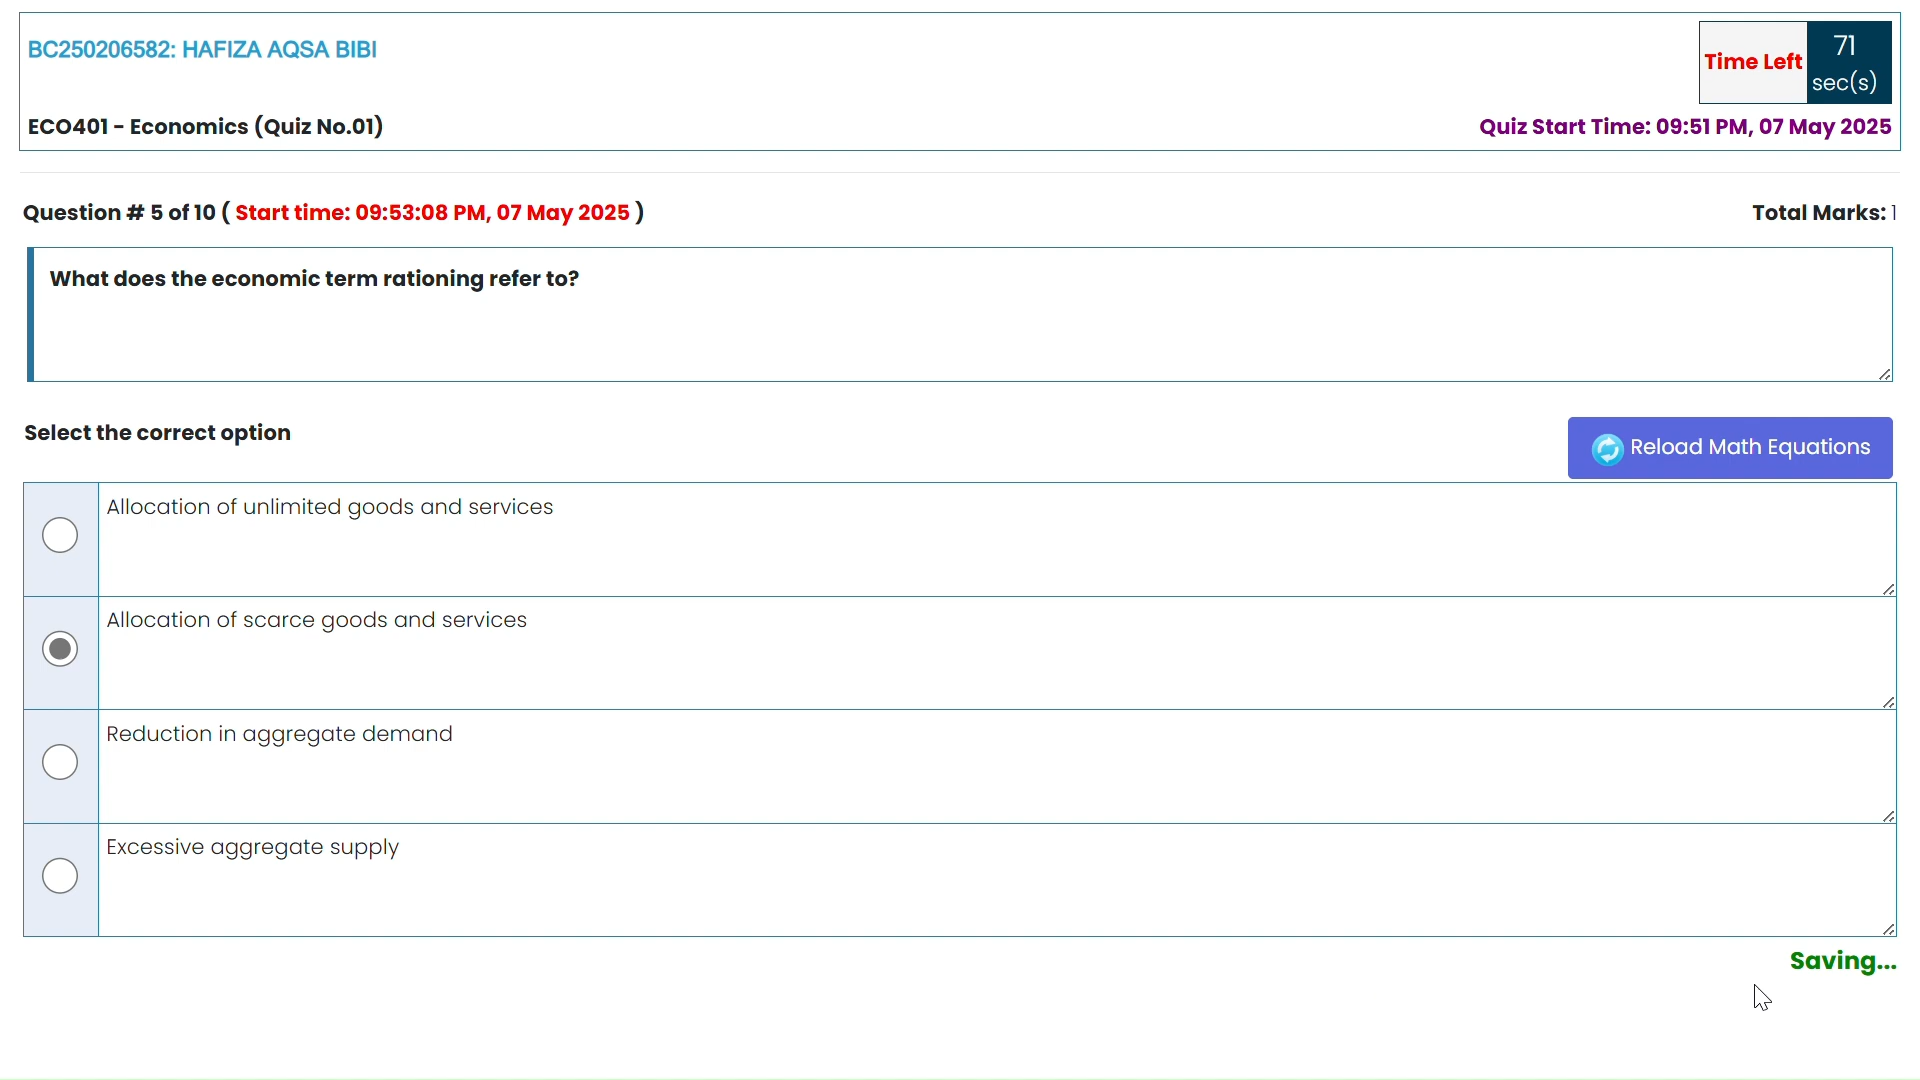 BC250206582: HAFIZA AQSA BIBI
Time Left
71
sec(s)
ECO401 - Economics (Quiz No.01)
Quiz Start Time: 09:51 PM, 07 May 2025
Question # 5 of 10 ( Start time: 09:53:08 PM, 07 May 2025 )
Total Marks: 1
What does the economic term rationing refer to?
Select the correct option
Reload Math Equations
Allocation of unlimited goods and services
Allocation of scarce goods and services
Reduction in aggregate demand
Excessive aggregate supply
Saving...